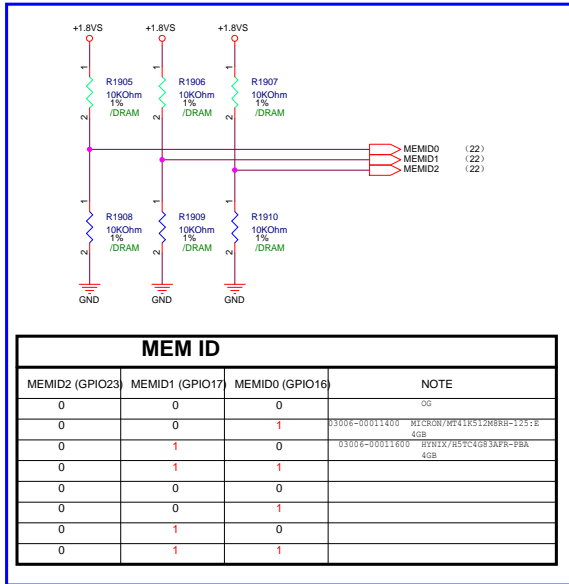 +1.8VS +1.8VS +1.8VS
1 1 1
R1905 R1906 R1907
10KOhm 10KOhm 10KOhm
1% 1% 1%
2 /DRAM 2 /DRAM 2 /DRAM
MEMID0 (22)
MEMID1 (22)
MEMID2 (22)
1 1 1
R1908 R1909 R1910
10KOhm 10KOhm 10KOhm
1% 1% 1%
2 /DRAM 2 /DRAM 2 /DRAM
GND GND GND
MEM ID
MEMID2 (GPIO23) MEMID1 (GPIO17) MEMID0 (GPIO16) NOTE
0 0 0 OG
0 0 1 03006-00011400 MICRON/MT41K512M8RH-125:E
4GB
0 1 0 03006-00011600 HYNIX/H5TC4G83AFR-PBA
4GB
0 1 1
0 0 0
0 0 1
0 1 0
0 1 1